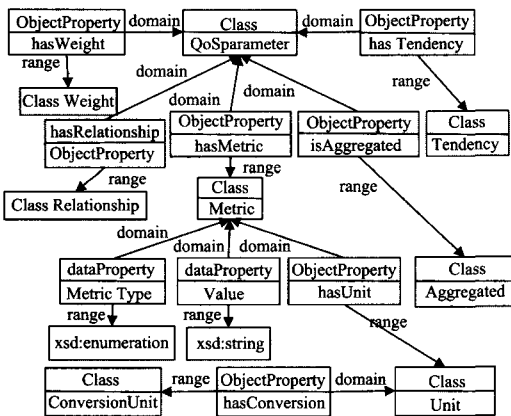 ObjectProperty
hasWeight
domain
Class
QoSparameter
domain
ObjectProperty
has Tendency
range
domain
range
Class Weight
domain
domain
hasRelationship
ObjectProperty
ObjectProperty
hasMetric
ObjectProperty
isAggregated
Class
Tendency
range
range
range
Class Relationship
Class
Metric
domain
domain
domain
dataProperty
Metric Type
dataProperty
Value
ObjectProperty
hasUnit
Class
Aggregated
range
range
range
xsd:enumeration
xsd:string
Class
ConversionUnit
range
ObjectProperty
hasConversion
domain
Class
Unit